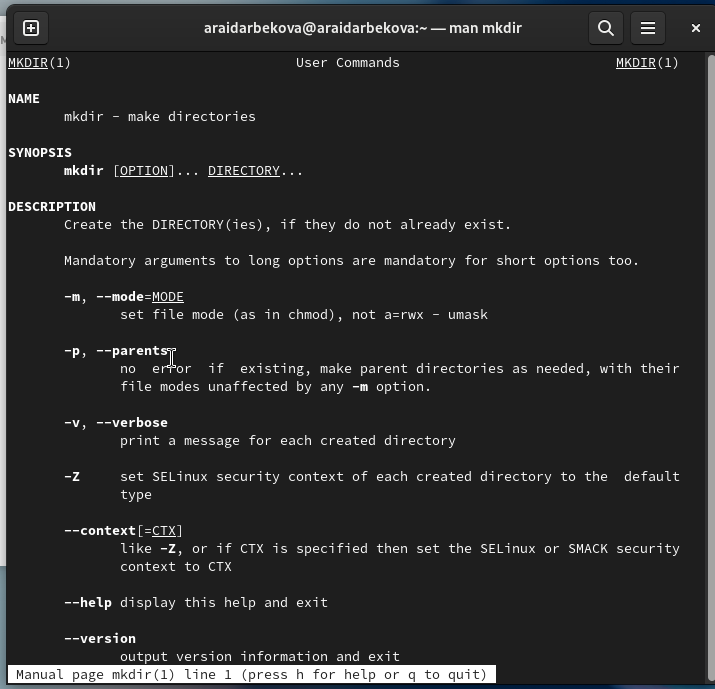 araidarbekova@araidarbekova:~ — man mkdir
MKDIR(1) User Commands MKDIR(1)
NAME
mkdir - make directories
SYNOPSIS
mkdir [OPTION]... DIRECTORY...
DESCRIPTION
Create the DIRECTORY(ies), if they do not already exist.
Mandatory arguments to long options are mandatory for short options too.
-m, --mode=MODE
set file mode (as in chmod), not a=rwx - umask
-p, --parents
no error if existing, make parent directories as needed, with their
file modes unaffected by any -m option.
-v, --verbose
print a message for each created directory
-Z set SELinux security context of each created directory to the default
type
--context[=CTX]
like -Z, or if CTX is specified then set the SELinux or SMACK security
context to CTX
--help display this help and exit
--version
output version information and exit
Manual page mkdir(1) line 1 (press h for help or q to quit)